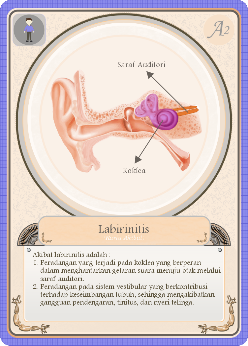 A2
Saraf Auditori
Koklea
Labirinitis
Akibat labirinitis adalah :
1. Peradangan yang terjadi pada koklea yang berperan
dalam menghantarkan getaran suara menuju otak melalui
saraf auditori.
2. Peradangan pada sistem vestibular yang berkontribusi
terhadap keseimbangan tubuh, sehingga mengakibatkan
gangguan pendengaran, tinitus, dan nyeri telinga.